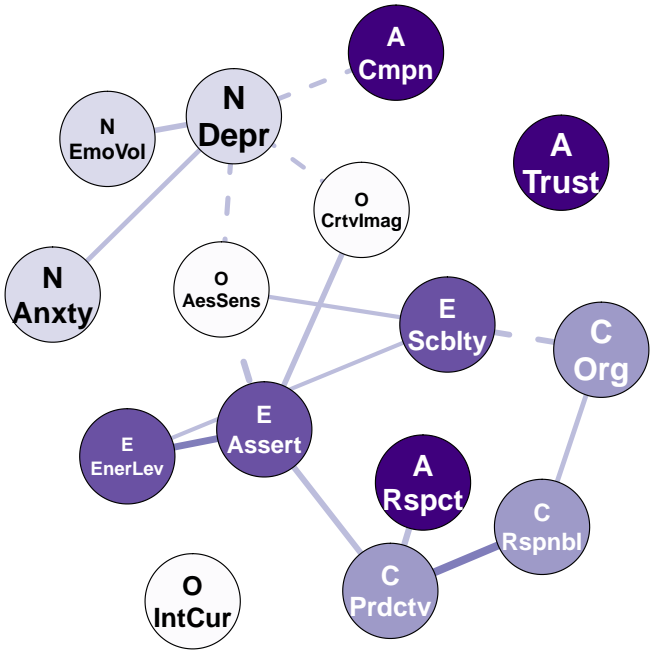 A
Cmpn
N
Depr
N
EmoVol
A
Trust
O
CrtvImag
N
Anxty
O
AesSens
E
Scblty
C
Org
E
Assert
E
EnerLev
A
Rspct
C
Rspnbl
C
Prdctv
O
IntCur